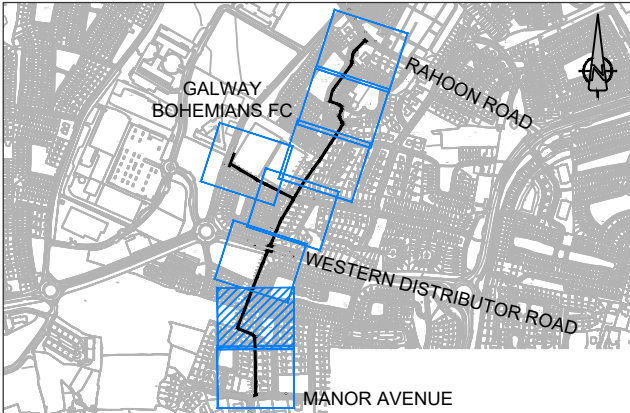 GALWAY
BOHEMIANS FC
RAHOON ROAD
N
WESTERN DISTRIBUTOR ROAD
MANOR AVENUE